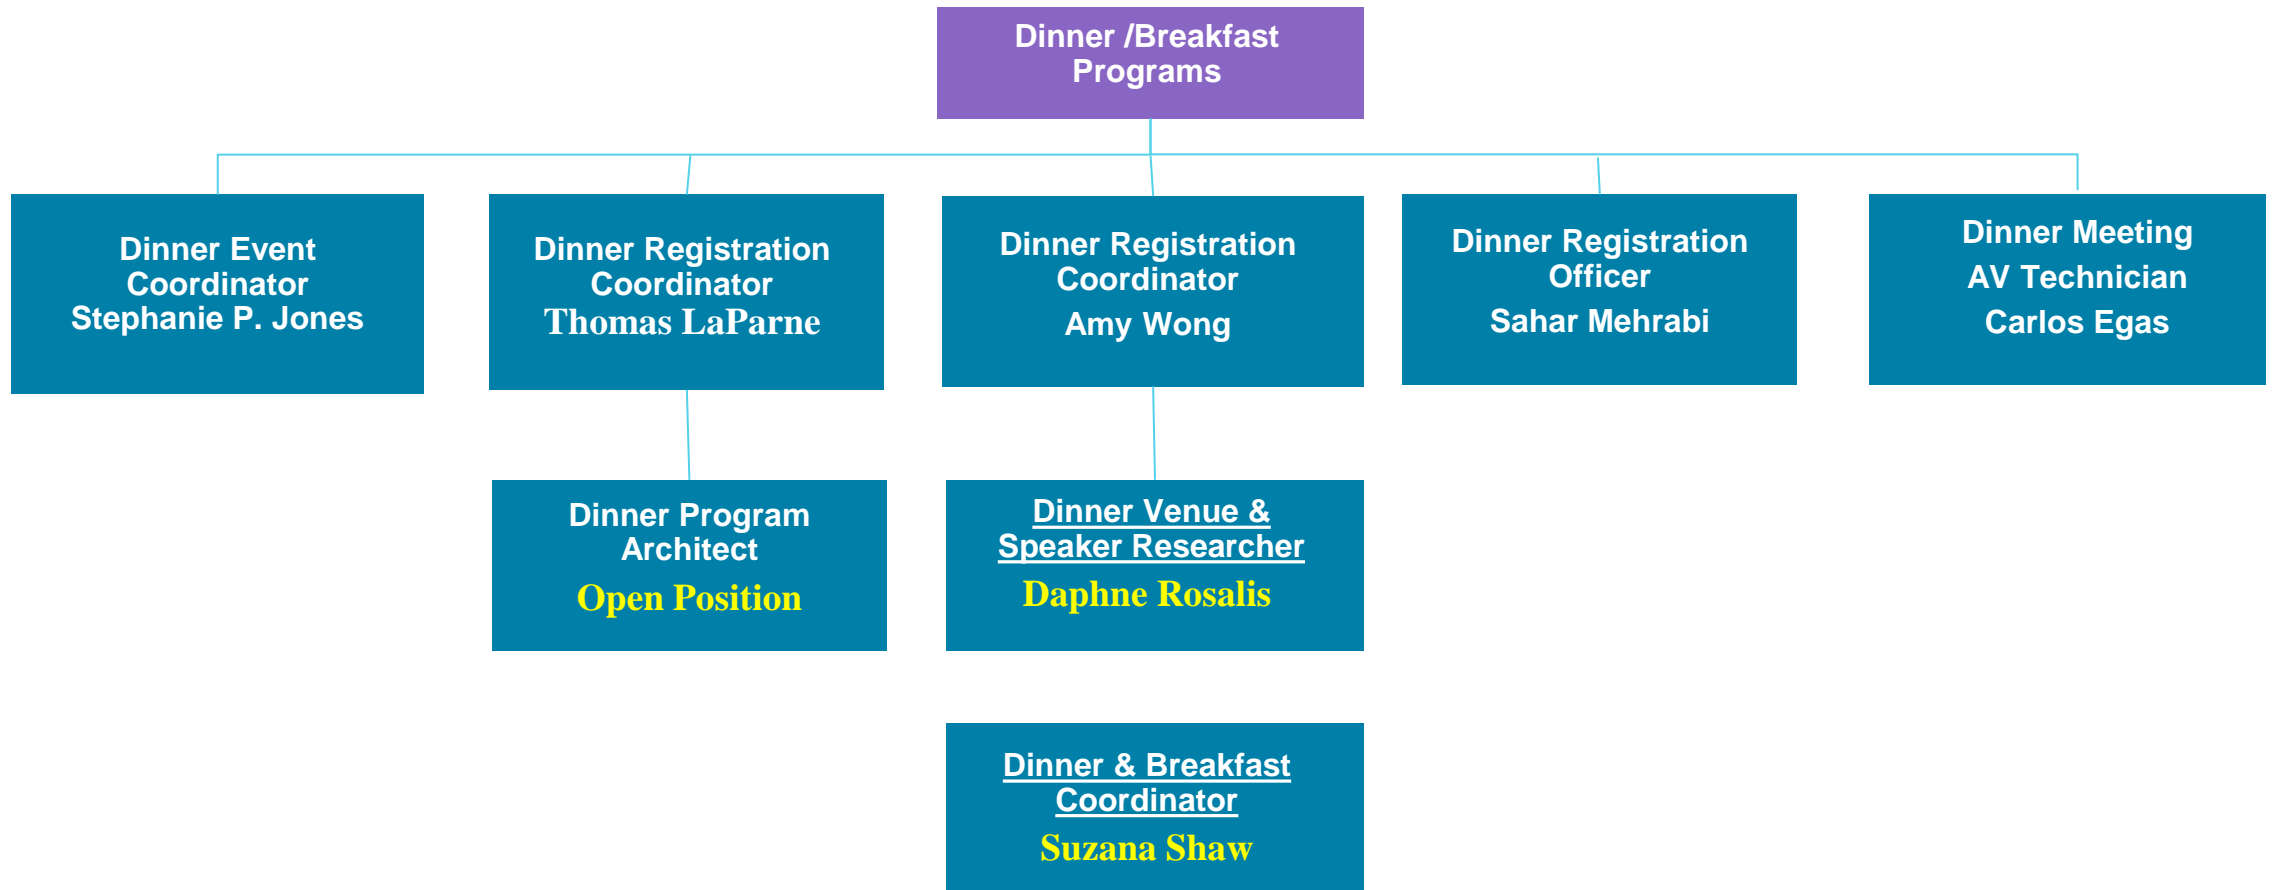 Dinner /Breakfast
Programs
Dinner Event
Coordinator
Stephanie P. Jones
Dinner Registration
Coordinator
Thomas LaParne
Dinner Registration
Coordinator
Amy Wong
Dinner Registration
Officer
Sahar Mehrabi
Dinner Meeting
AV Technician
Carlos Egas
Dinner Program
Architect
Open Position
Dinner Venue &
Speaker Researcher
Daphne Rosalis
Dinner & Breakfast
Coordinator
Suzana Shaw